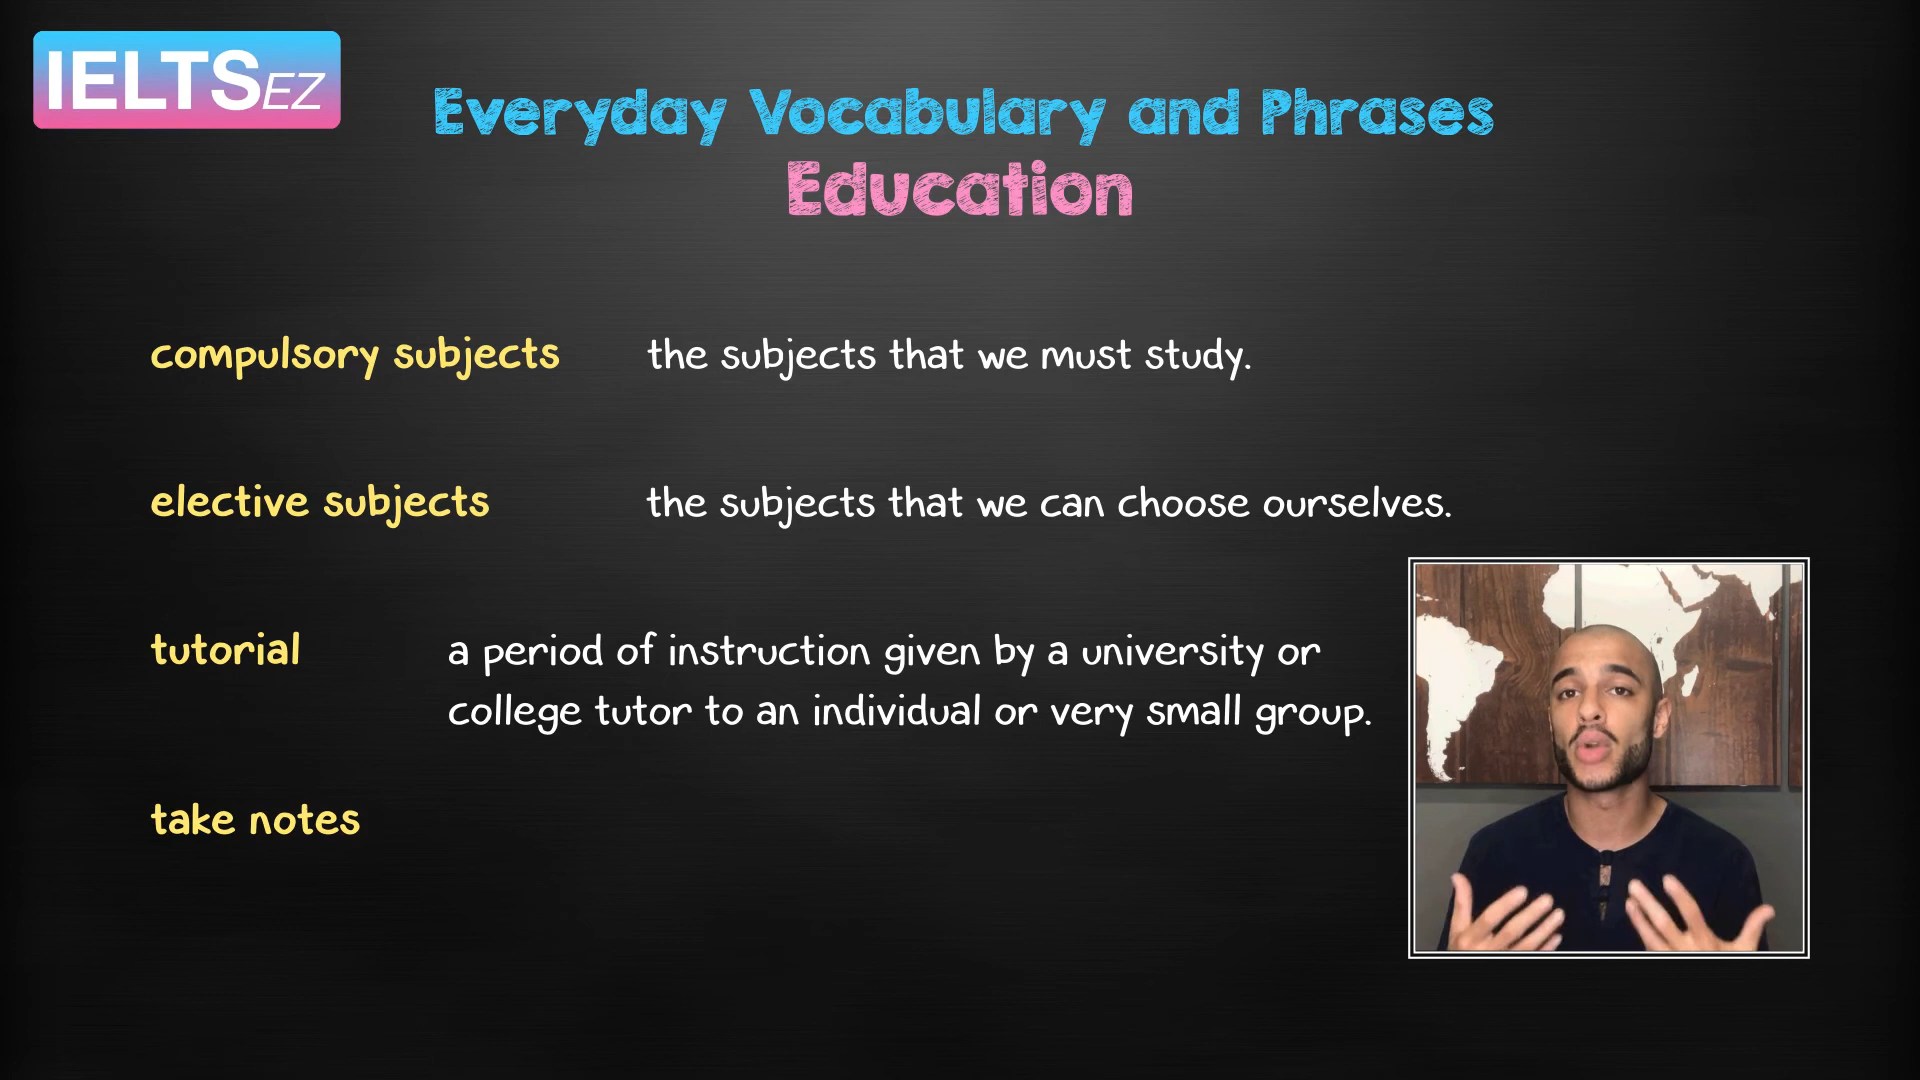 IELTS EZ
Everyday Vocabulary and Phrases
Education
compulsory subjects the subjects that we must study.
elective subjects the subjects that we can choose ourselves.
tutorial a period of instruction given by a university or
college tutor to an individual or very small group.
take notes